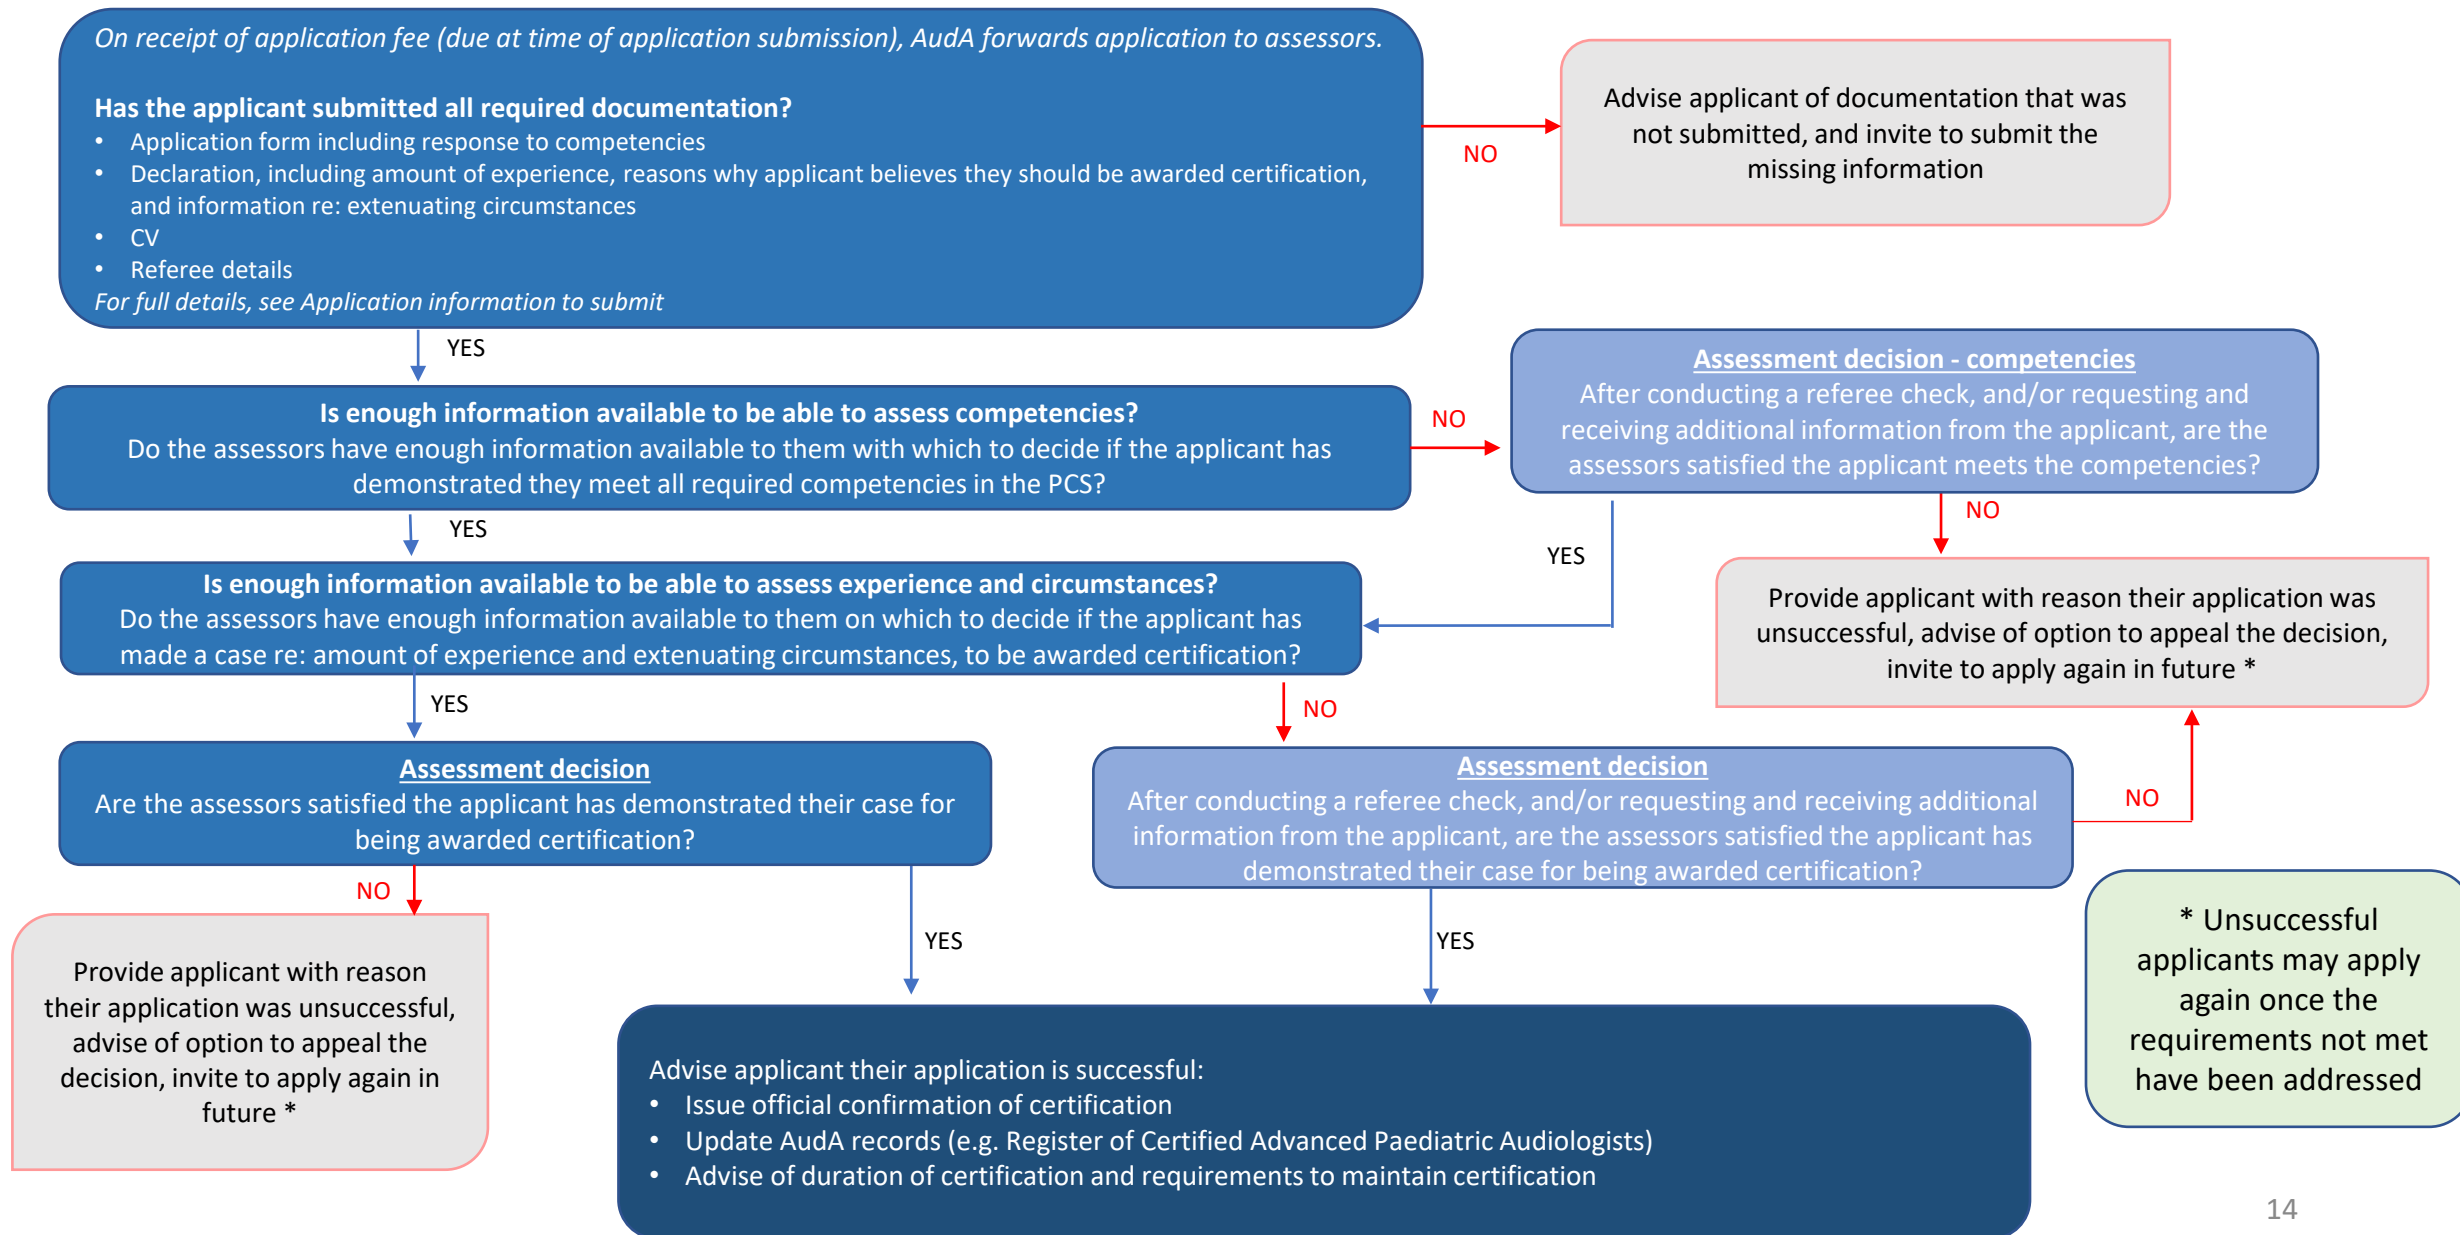 On receipt of application fee (due at time of application submission), AudA forwards application to assessors.
Has the applicant submitted all required documentation?
• Application form including response to competencies
• Declaration, including amount of experience, reasons why applicant believes they should be awarded certification,
and information re: extenuating circumstances
• CV
• Referee details
For full details, see Application information to submit
NO
Advise applicant of documentation that was
not submitted, and invite to submit the
missing information
YES
Is enough information available to be able to assess competencies?
Do the assessors have enough information available to them with which to decide if the applicant has
demonstrated they meet all required competencies in the PCS?
NO
Assessment decision - competencies
After conducting a referee check, and/or requesting and
receiving additional information from the applicant, are the
assessors satisfied the applicant meets the competencies?
YES
NO
YES
Is enough information available to be able to assess experience and circumstances?
Do the assessors have enough information available to them on which to decide if the applicant has
made a case re: amount of experience and extenuating circumstances, to be awarded certification?
Provide applicant with reason their application was
unsuccessful, advise of option to appeal the decision,
invite to apply again in future *
YES
NO
Assessment decision
Are the assessors satisfied the applicant has demonstrated their case for
being awarded certification?
Assessment decision
After conducting a referee check, and/or requesting and receiving additional
information from the applicant, are the assessors satisfied the applicant has
demonstrated their case for being awarded certification?
NO
NO
YES
YES
Provide applicant with reason
their application was unsuccessful,
advise of option to appeal the
decision, invite to apply again in
future *
* Unsuccessful
applicants may apply
again once the
requirements not met
have been addressed
Advise applicant their application is successful:
• Issue official confirmation of certification
• Update AudA records (e.g. Register of Certified Advanced Paediatric Audiologists)
• Advise of duration of certification and requirements to maintain certification
14